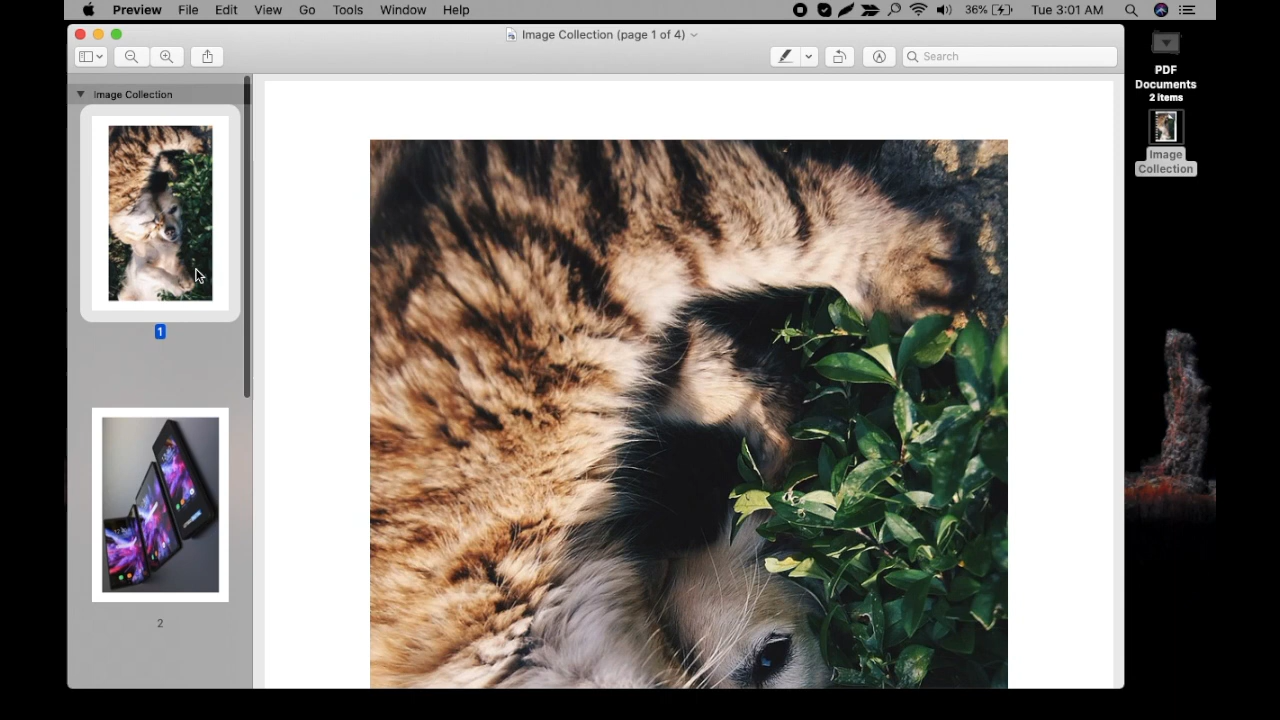 Preview File Edit View Go Tools Window Help
36% Tue 3:01 AM
Image Collection (page 1 of 4)
Search
Image Collection
1
2
PDF
Documents
2 items
Image
Collection